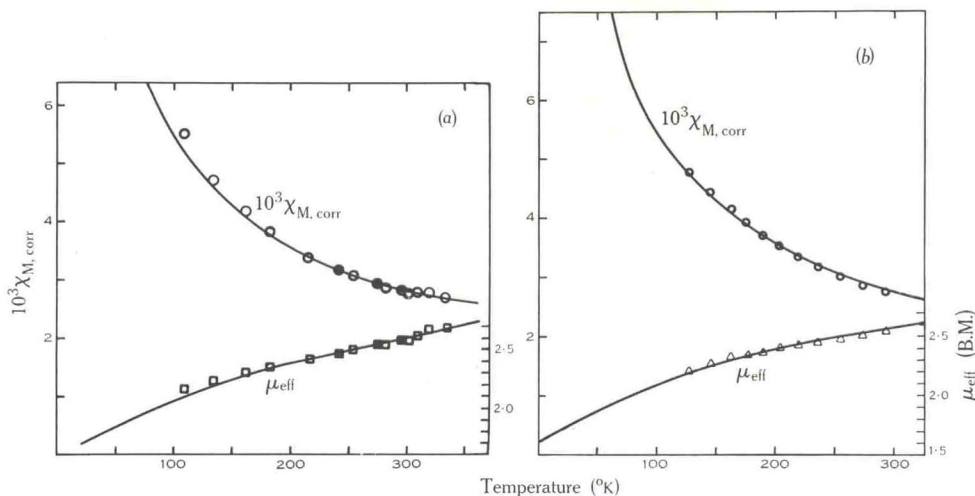 (a)
10³χM, corr
6
4
2
10³χM, corr
μeff
2·5
2·0
100
200
300
(b)
10³χM, corr
6
4
2
μeff
2·5
2·0
1·5
μeff (B.M.)
100
200
300
Temperature (°K)